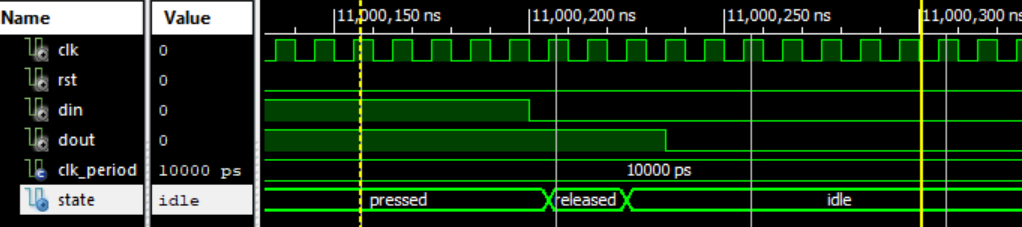 Name Value 11,000,150 ns 11,000,200 ns 11,000,250 ns 11,000,300 ns
clk 0
rst 0
din 0
dout 0
clk_period 10000 ps 10000 ps
state idle pressed released idle